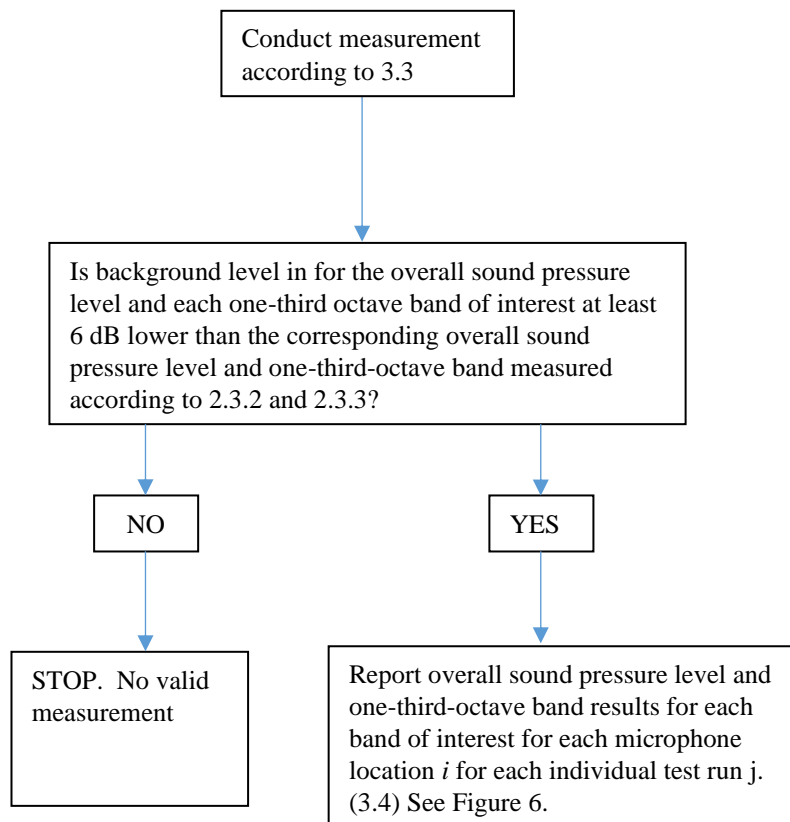 Conduct measurement
according to 3.3
Is background level in for the overall sound pressure
level and each one-third octave band of interest at least
6 dB lower than the corresponding overall sound
pressure level and one-third-octave band measured
according to 2.3.2 and 2.3.3?
NO
YES
STOP.  No valid
measurement
Report overall sound pressure level and
one-third-octave band results for each
band of interest for each microphone
location i for each individual test run j.
(3.4) See Figure 6.